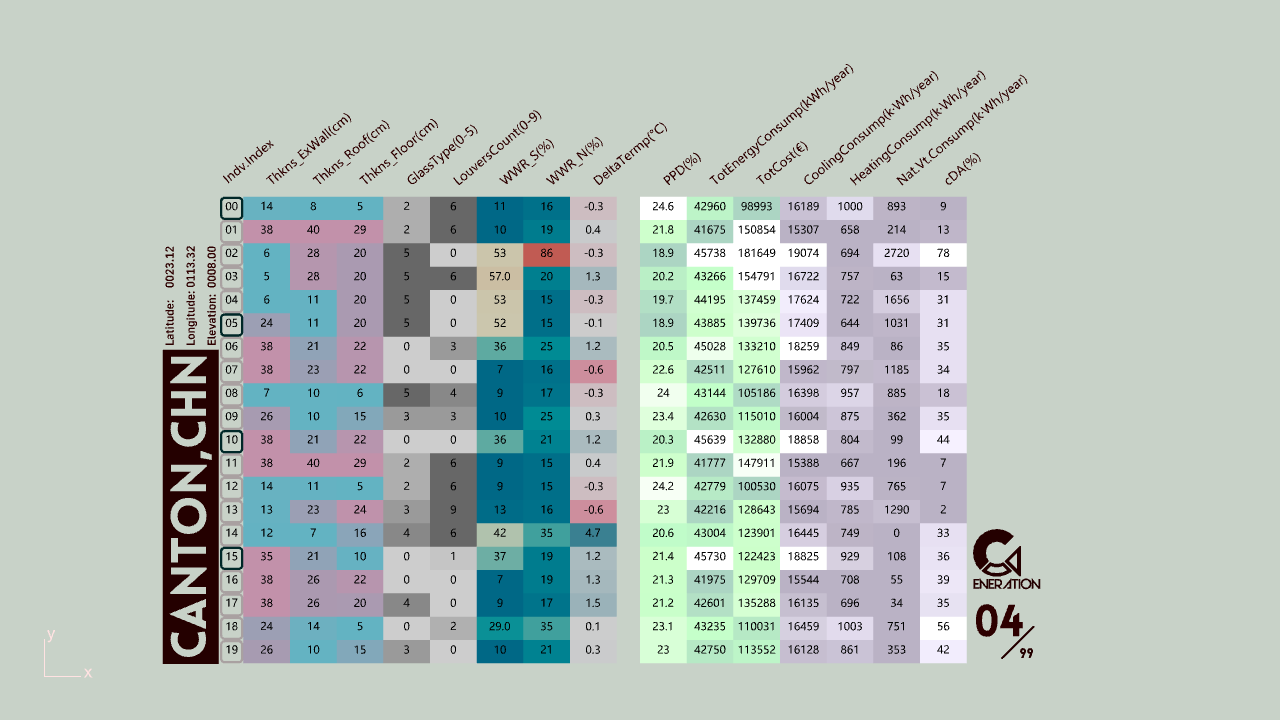 Indv.Index Thkns_ExWall(cm) Thkns_Roof(cm) Thkns_Floor(cm) GlassType(0-5) LouversCount(0-9) WWR_S(%) WWR_N(%) DeltaTermp(°C) PPD(%) TotEnergyConsump(kWh/year) TotCost(€) CoolingConsump(k·Wh/year) HeatingConsump(k·Wh/year) Nat.Vt.Consump(k·Wh/year) cDA(%)
00 14 8 5 2 6 11 16 -0.3 24.6 42960 98993 16189 1000 893 9
01 38 40 29 2 6 10 19 0.4 21.8 41675 150854 15307 658 214 13
02 6 28 20 5 0 53 86 -0.3 18.9 45738 181649 19074 694 2720 78
03 5 28 20 5 6 57.0 20 1.3 20.2 43266 154791 16722 757 63 15
04 6 11 20 5 0 53 15 -0.3 19.7 44195 137459 17624 722 1656 31
05 24 11 20 5 0 52 15 -0.1 18.9 43885 139736 17409 644 1031 31
06 38 21 22 0 3 36 25 1.2 20.5 45028 133210 18259 849 86 35
07 38 23 22 0 0 7 16 -0.6 22.6 42511 127610 15962 797 1185 34
08 7 10 6 5 4 9 17 -0.3 24 43144 105186 16398 957 885 18
09 26 10 15 3 3 10 25 0.3 23.4 42630 115010 16004 875 362 35
10 38 21 22 0 0 36 21 1.2 20.3 45639 132880 18858 804 99 44
11 38 40 29 2 6 9 15 0.4 21.9 41777 147911 15388 667 196 7
12 14 11 5 2 6 9 15 -0.3 24.2 42779 100530 16075 935 765 7
13 13 23 24 3 9 13 16 -0.6 23 42216 128643 15694 785 1290 2
14 12 7 16 4 6 42 35 4.7 20.6 43004 123901 16445 749 0 33
15 35 21 10 0 1 37 19 1.2 21.4 45730 122423 18825 929 108 36
16 38 26 22 0 0 7 19 1.3 21.3 41975 129709 15544 708 55 39
17 38 26 20 4 0 9 17 1.5 21.2 42601 135288 16135 696 34 35
18 24 14 5 0 2 29.0 35 0.1 23.1 43235 110031 16459 1003 751 56
19 26 10 15 3 0 10 21 0.3 23 42750 113552 16128 861 353 42
Latitude: 0023.12
Longitude: 0113.32
Elevation: 0008.00
CANTON,CHN
G
ENERATION
04/99
y
x